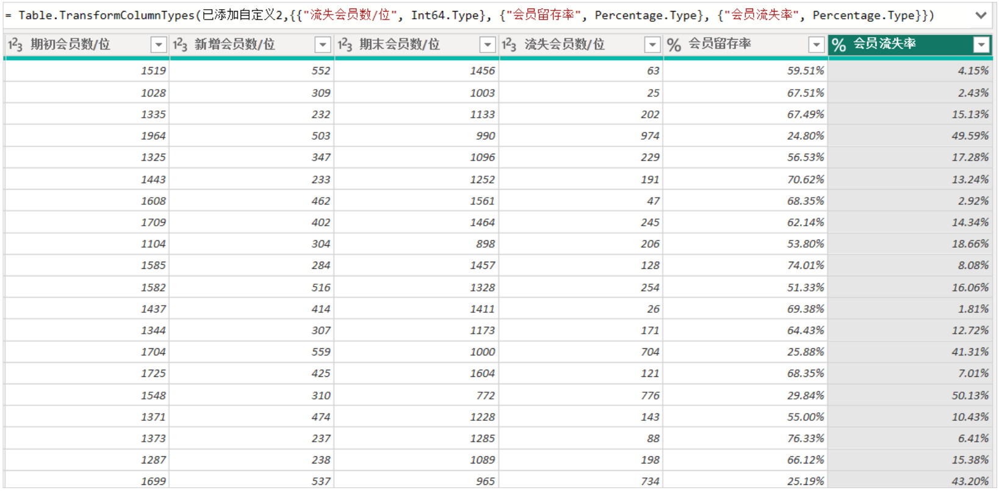 = Table.TransformColumnTypes(已添加自定义2,{{"流失会员数/位", Int64.Type}, {"会员留存率", Percentage.Type}, {"会员流失率", Percentage.Type}})
1²3 期初会员数/位 1²3 新增会员数/位 1²3 期末会员数/位 1²3 流失会员数/位 % 会员留存率 % 会员流失率
1519 552 1456 63 59.51% 4.15%
1028 309 1003 25 67.51% 2.43%
1335 232 1133 202 67.49% 15.13%
1964 503 990 974 24.80% 49.59%
1325 347 1096 229 56.53% 17.28%
1443 233 1252 191 70.62% 13.24%
1608 462 1561 47 68.35% 2.92%
1709 402 1464 245 62.14% 14.34%
1104 304 898 206 53.80% 18.66%
1585 284 1457 128 74.01% 8.08%
1582 516 1328 254 51.33% 16.06%
1437 414 1411 26 69.38% 1.81%
1344 307 1173 171 64.43% 12.72%
1704 559 1000 704 25.88% 41.31%
1725 425 1604 121 68.35% 7.01%
1548 310 772 776 29.84% 50.13%
1371 474 1228 143 55.00% 10.43%
1373 237 1285 88 76.33% 6.41%
1287 238 1089 198 66.12% 15.38%
1699 537 965 734 25.19% 43.20%